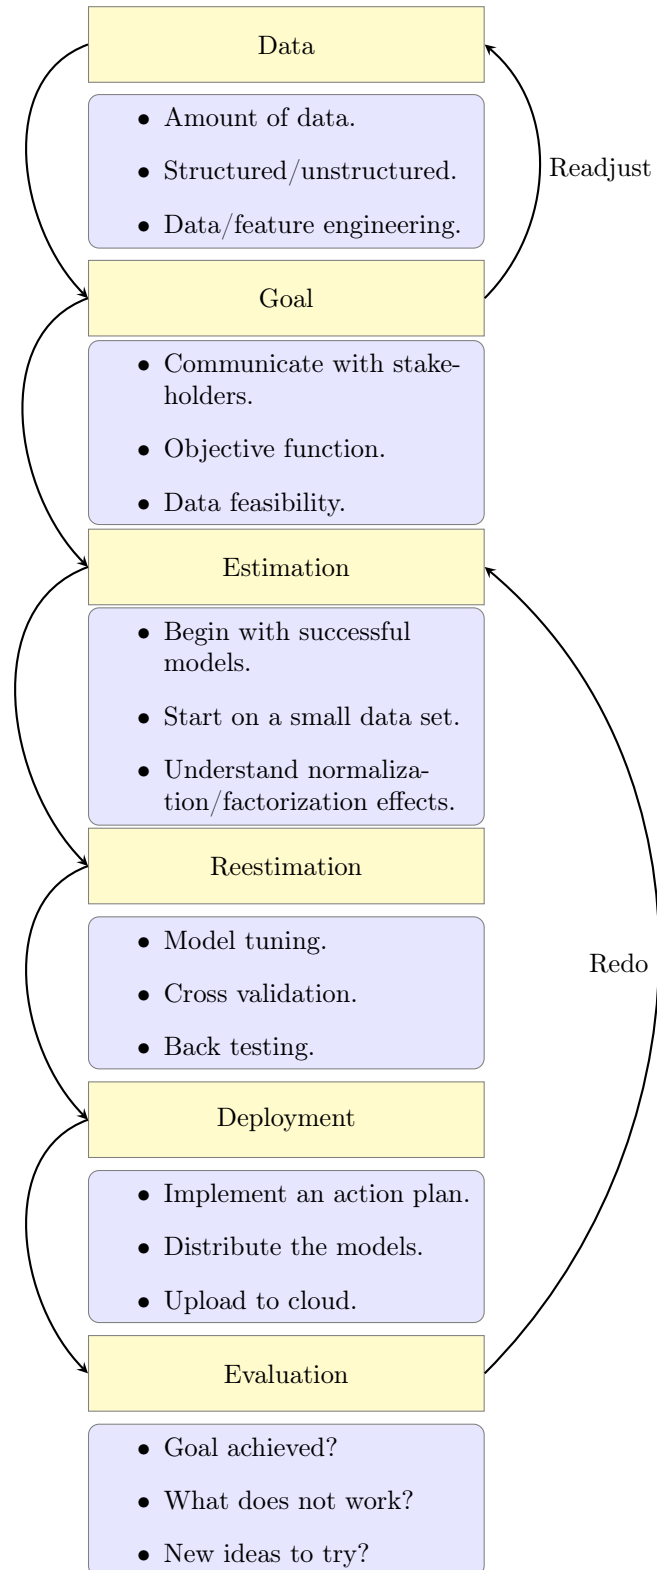 Data
• Amount of data.
• Structured/unstructured.
• Data/feature engineering.
Readjust
Goal
• Communicate with stake-
holders.
• Objective function.
• Data feasibility.
Estimation
• Begin with successful
models.
• Start on a small data set.
• Understand normaliza-
tion/factorization effects.
Reestimation
• Model tuning.
• Cross validation.
• Back testing.
Redo
Deployment
• Implement an action plan.
• Distribute the models.
• Upload to cloud.
Evaluation
• Goal achieved?
• What does not work?
• New ideas to try?